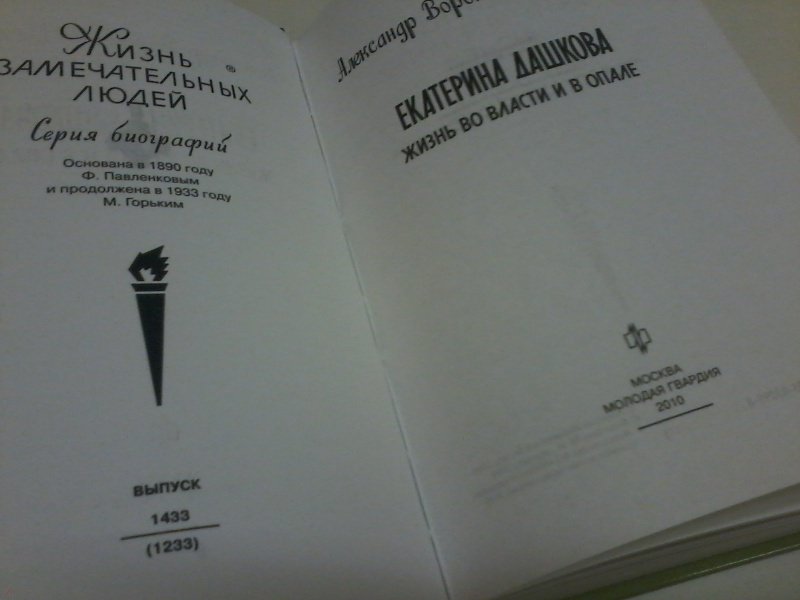 Жизнь
ЗАМЕЧАТЕЛЬНЫХ ®
ЛЮДЕЙ
Серия биографий
Основана в 1890 году
Ф. Павленковым
и продолжена в 1933 году
М. Горьким
ВЫПУСК
1433
(1233)
Александр
ЕКАТЕРИНА ДАШКОВА
ЖИЗНЬ ВО ВЛАСТИ И В ОПАЛЕ
МОСКВА
МОЛОДАЯ ГВАРДИЯ
2010